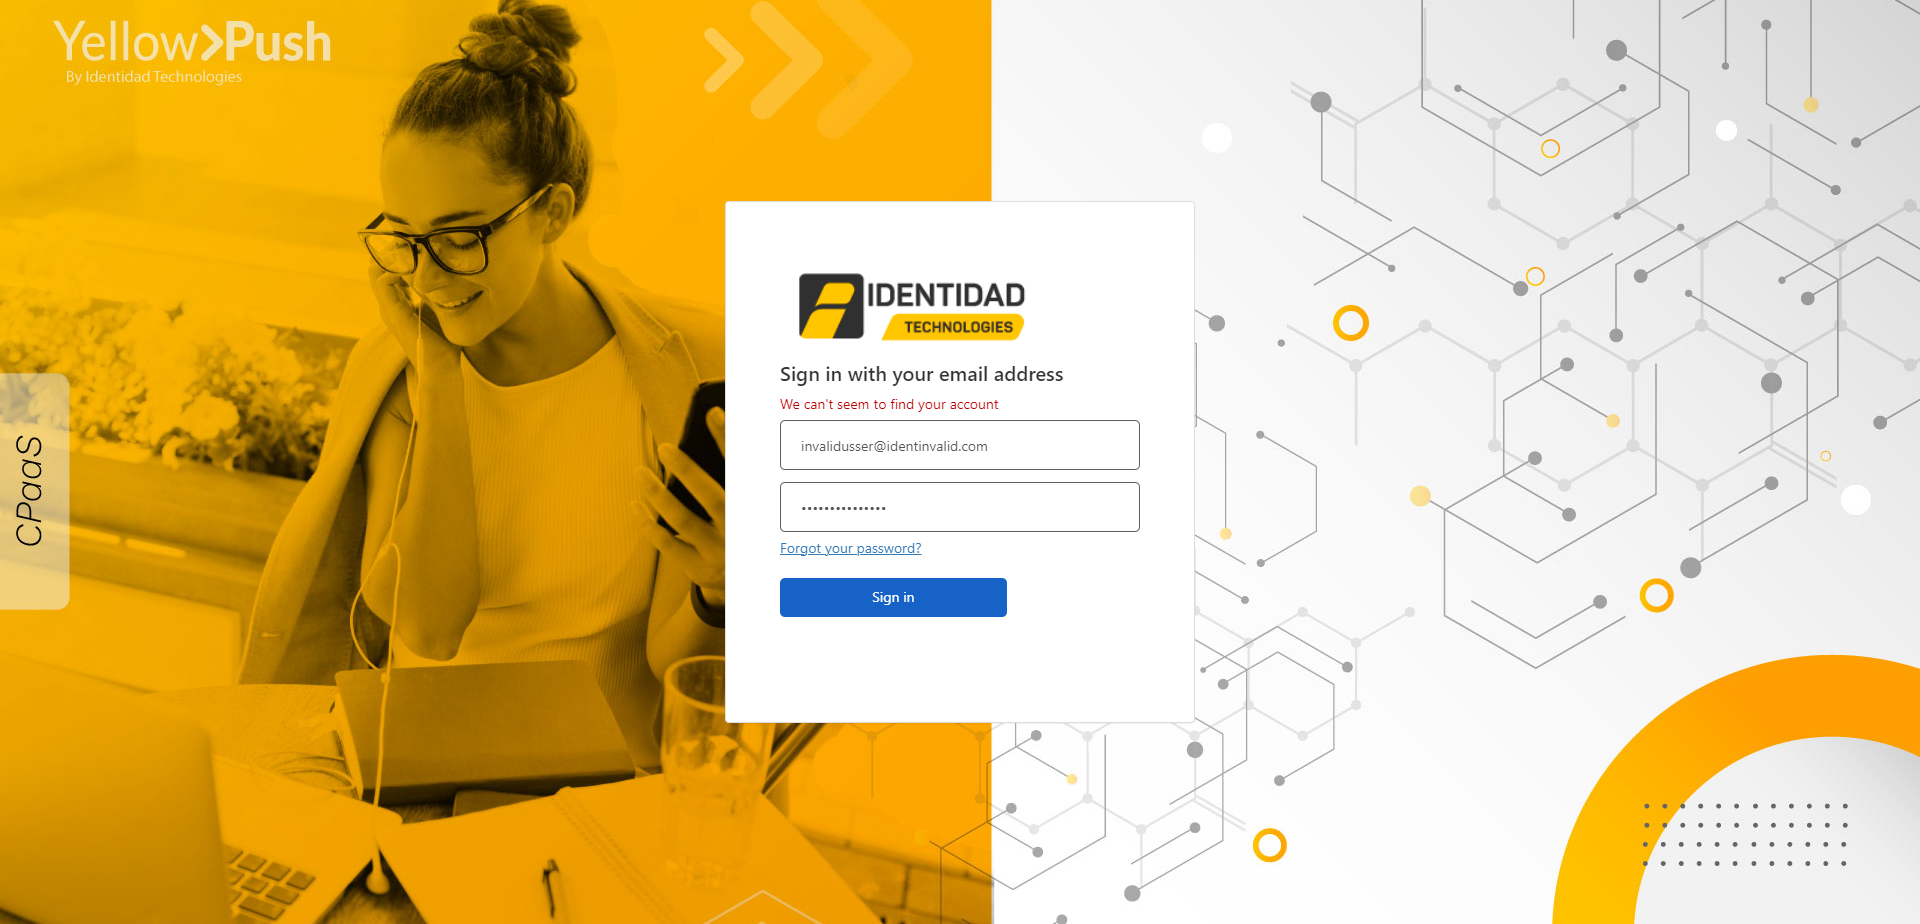 Yellow>Push
By Identidad Technologies
CPaaS
IDENTIDAD
TECHNOLOGIES
Sign in with your email address
We can't seem to find your account
invalidusser@identinvalid.com
•••••••••••••••
Forgot your password?
Sign in